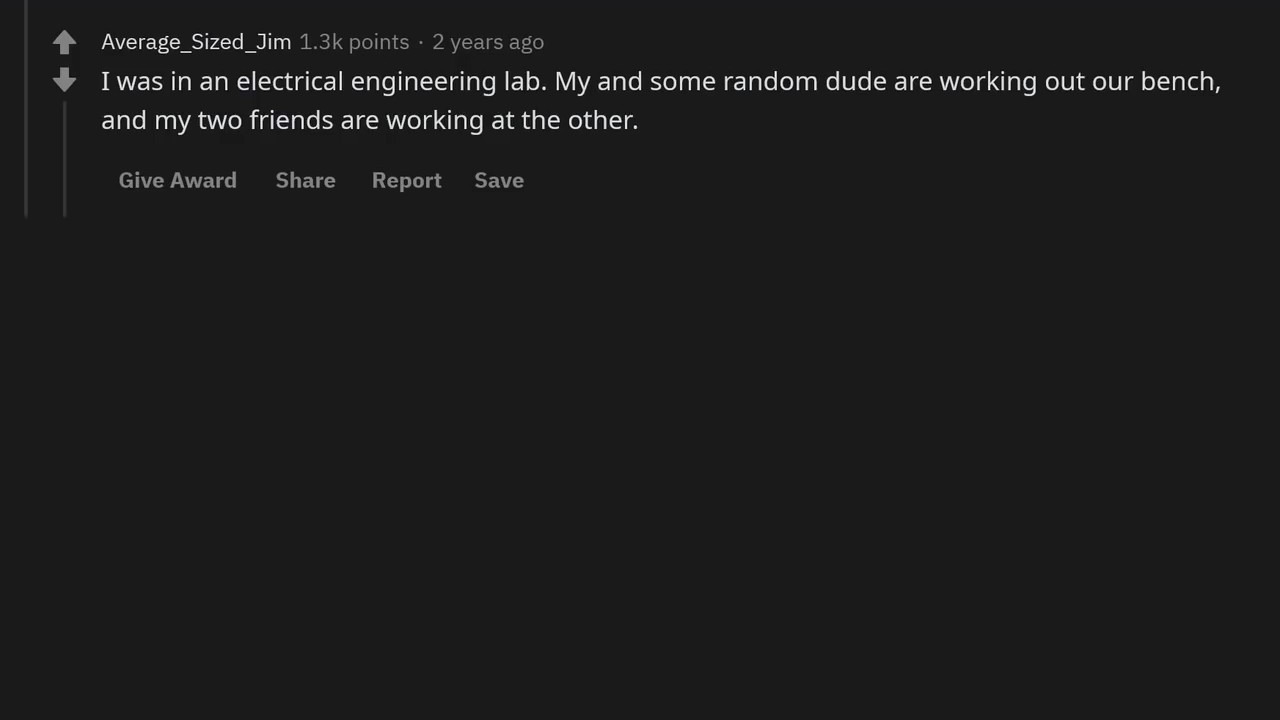 Average_Sized_Jim 1.3k points · 2 years ago
I was in an electrical engineering lab. My and some random dude are working out our bench,
and my two friends are working at the other.
Give Award Share Report Save